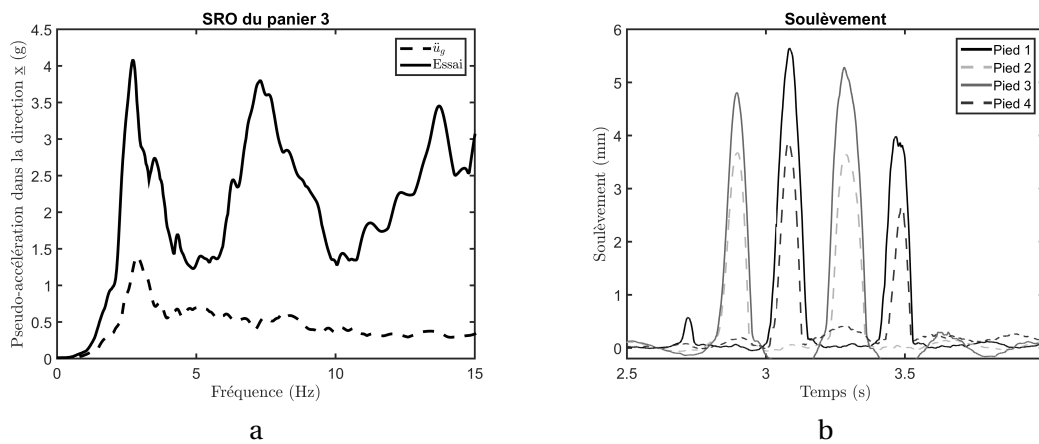 SRO du panier 3
Pseudo-accélération dans la direction x (g)
4.5
4
3.5
3
2.5
2
1.5
1
0.5
0
0
5
10
15
Fréquence (Hz)
ü_g
Essai
a
Soulèvement
Soulèvement (mm)
6
5
4
3
2
1
0
2.5
3
3.5
Temps (s)
Pied 1
Pied 2
Pied 3
Pied 4
b